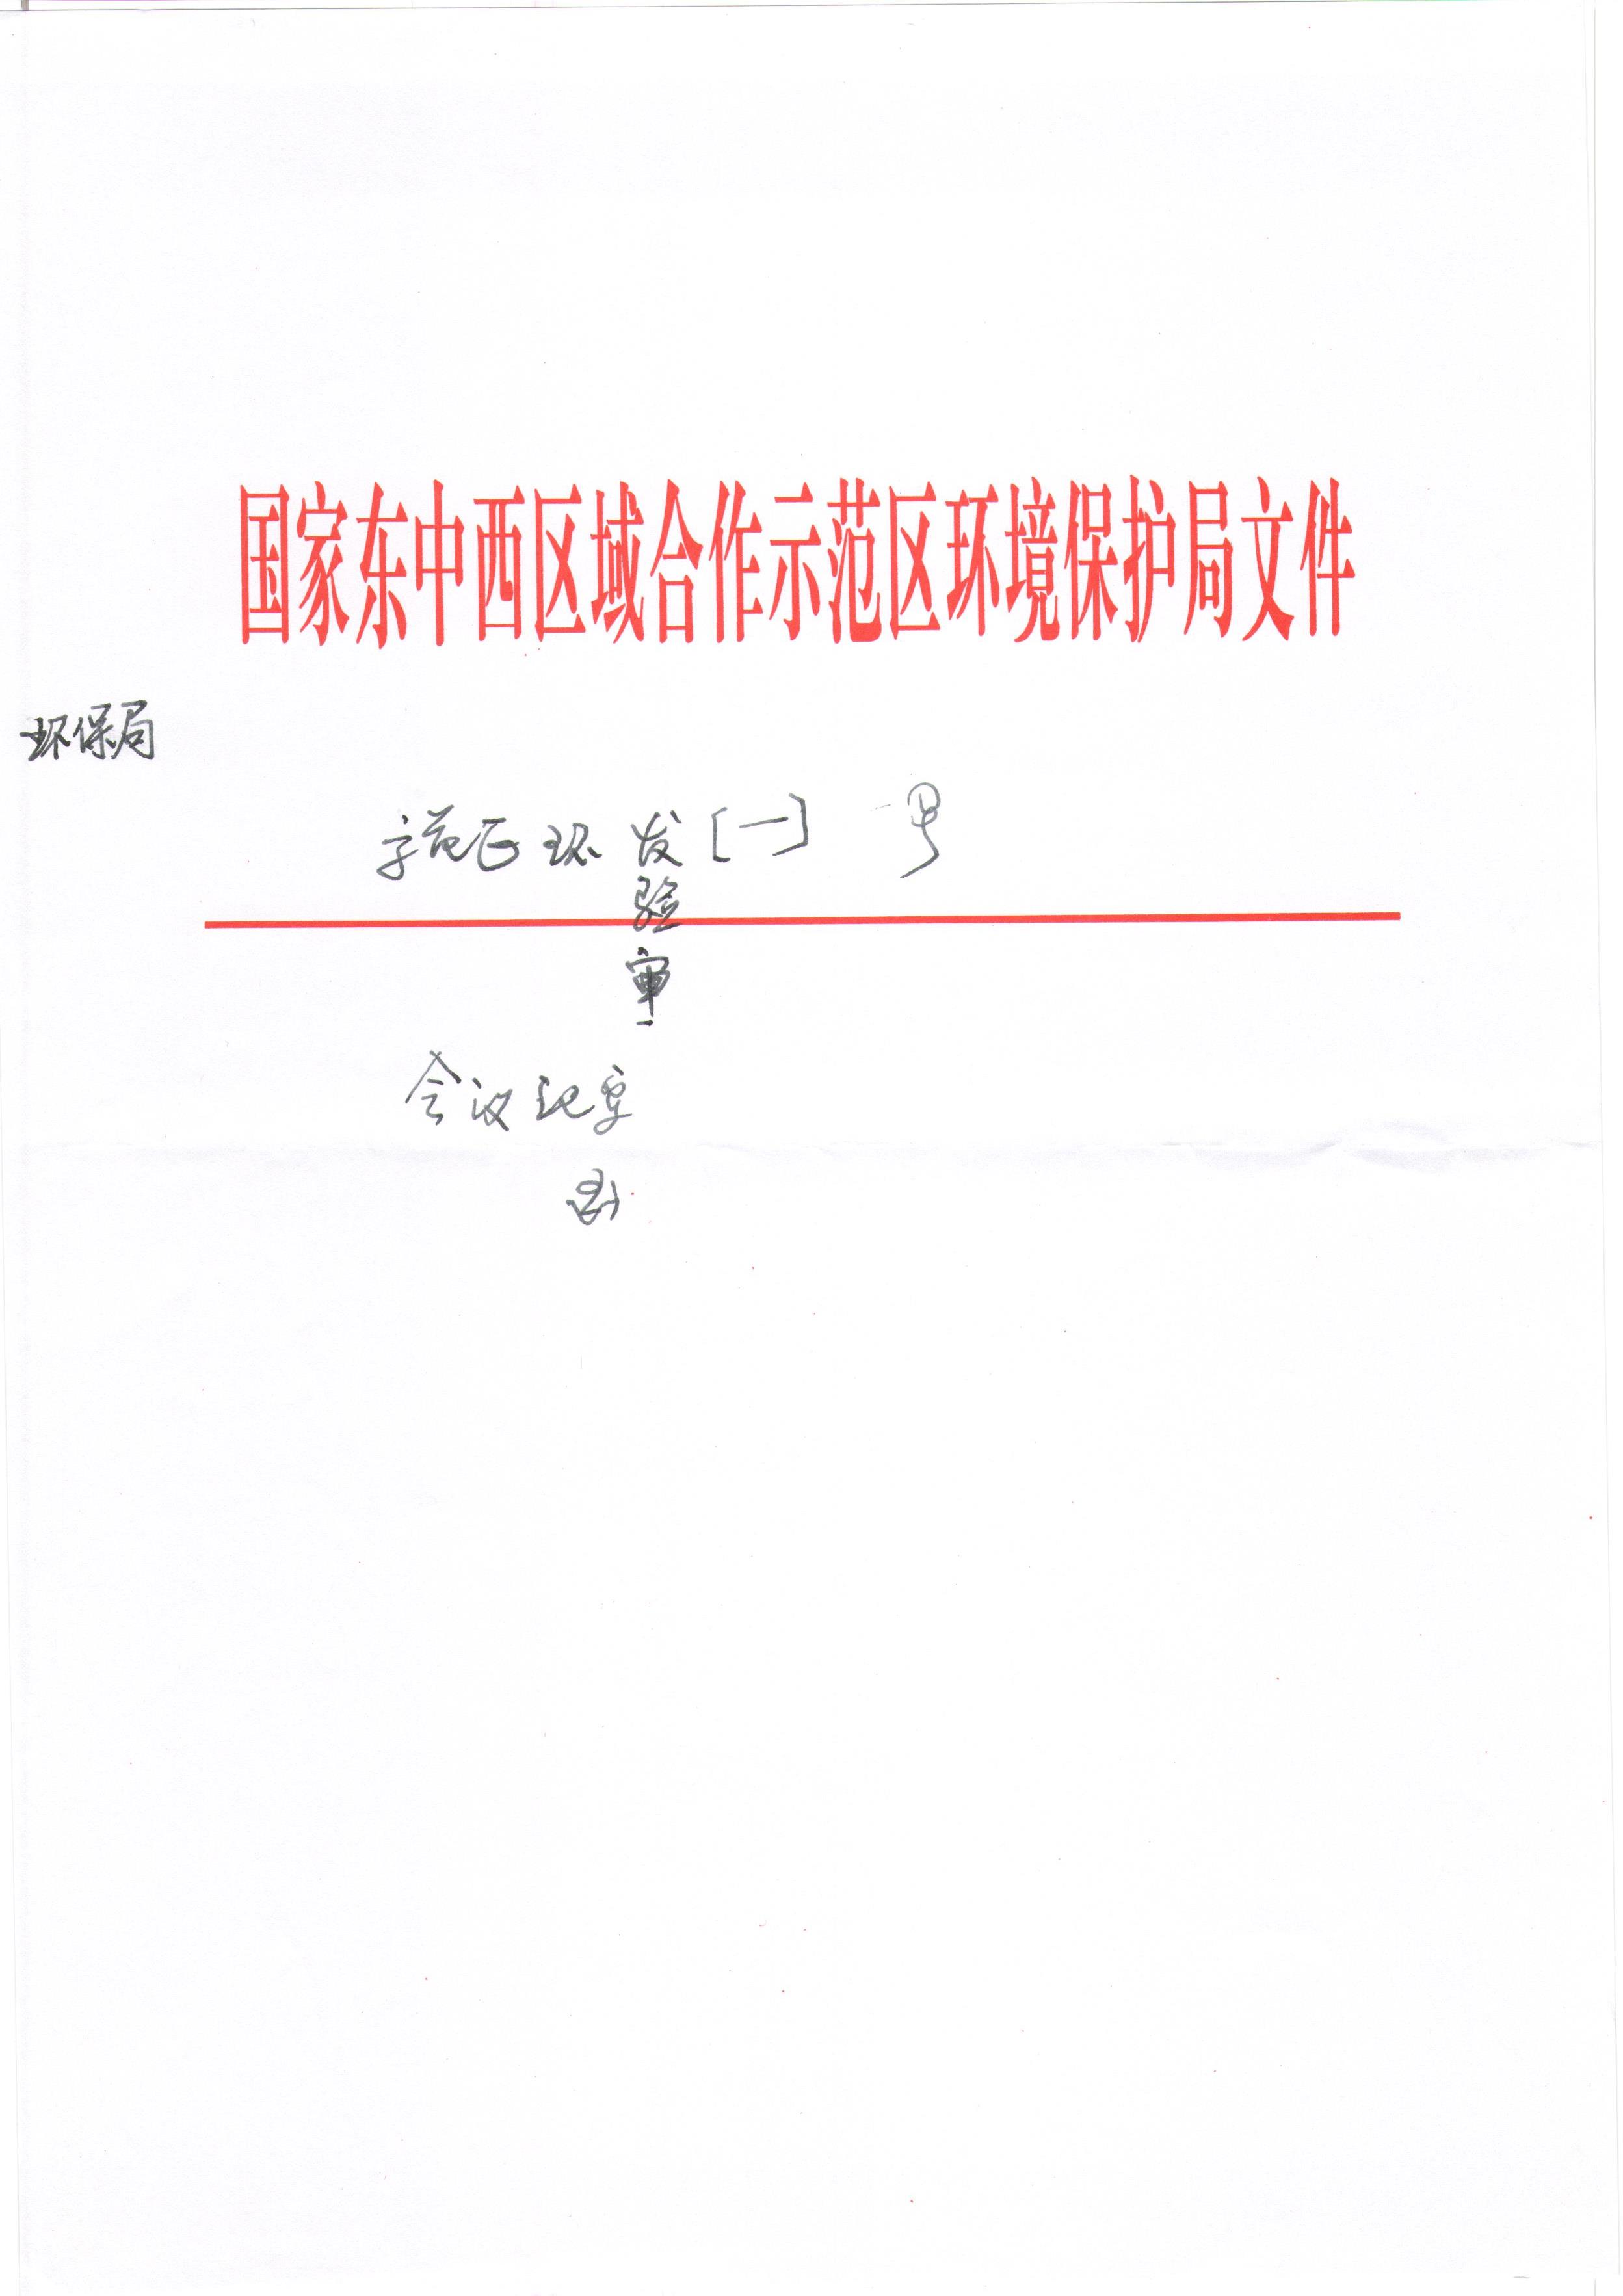 国家东中西区域合作示范区环境保护局文件
环保局
示范区环发[一] 号
验
审
会议纪要
函